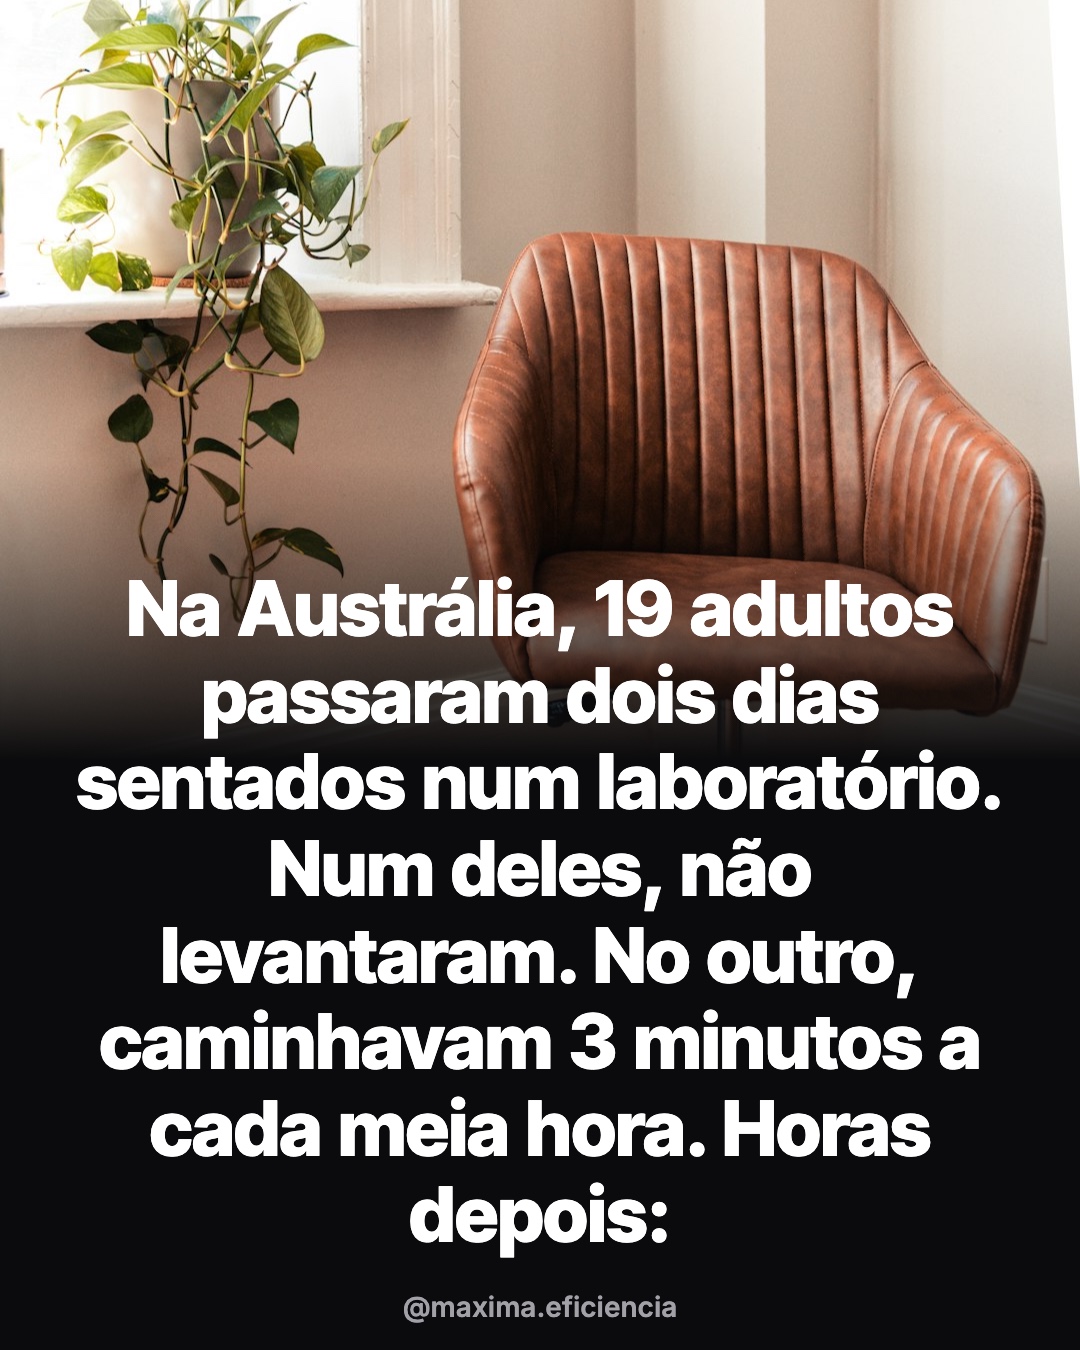 Na Austrália, 19 adultos
passaram dois dias
sentados num laboratório.
Num deles, não
levantaram. No outro,
caminhavam 3 minutos a
cada meia hora. Horas
depois:
@maxima.eficiencia